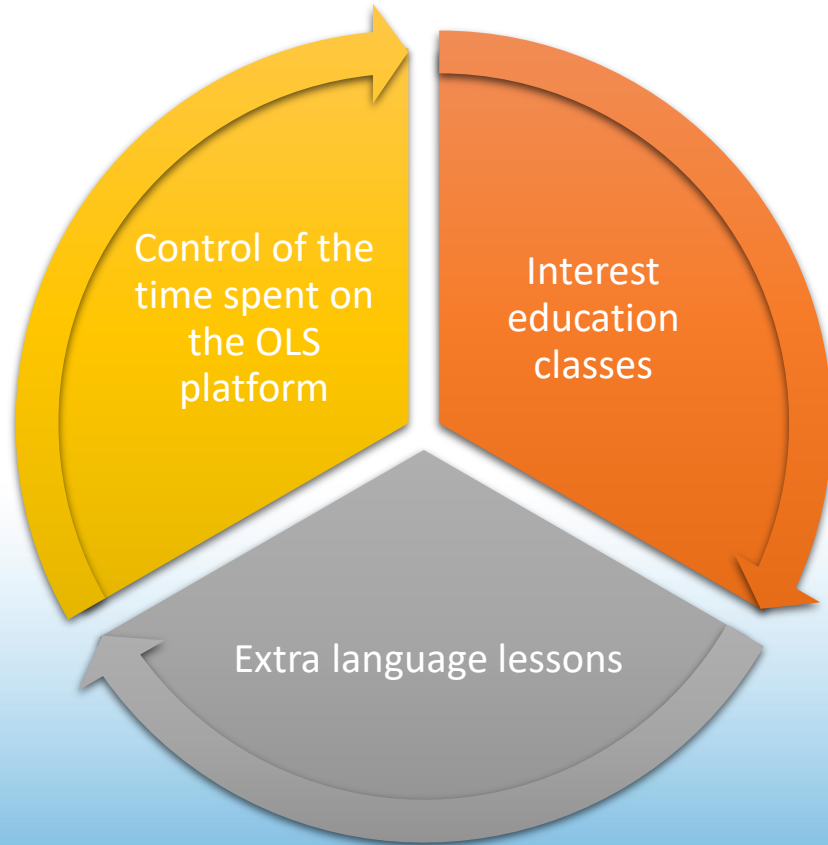 Control of the
time spent on
the OLS
platform
Interest
education
classes
Extra language lessons